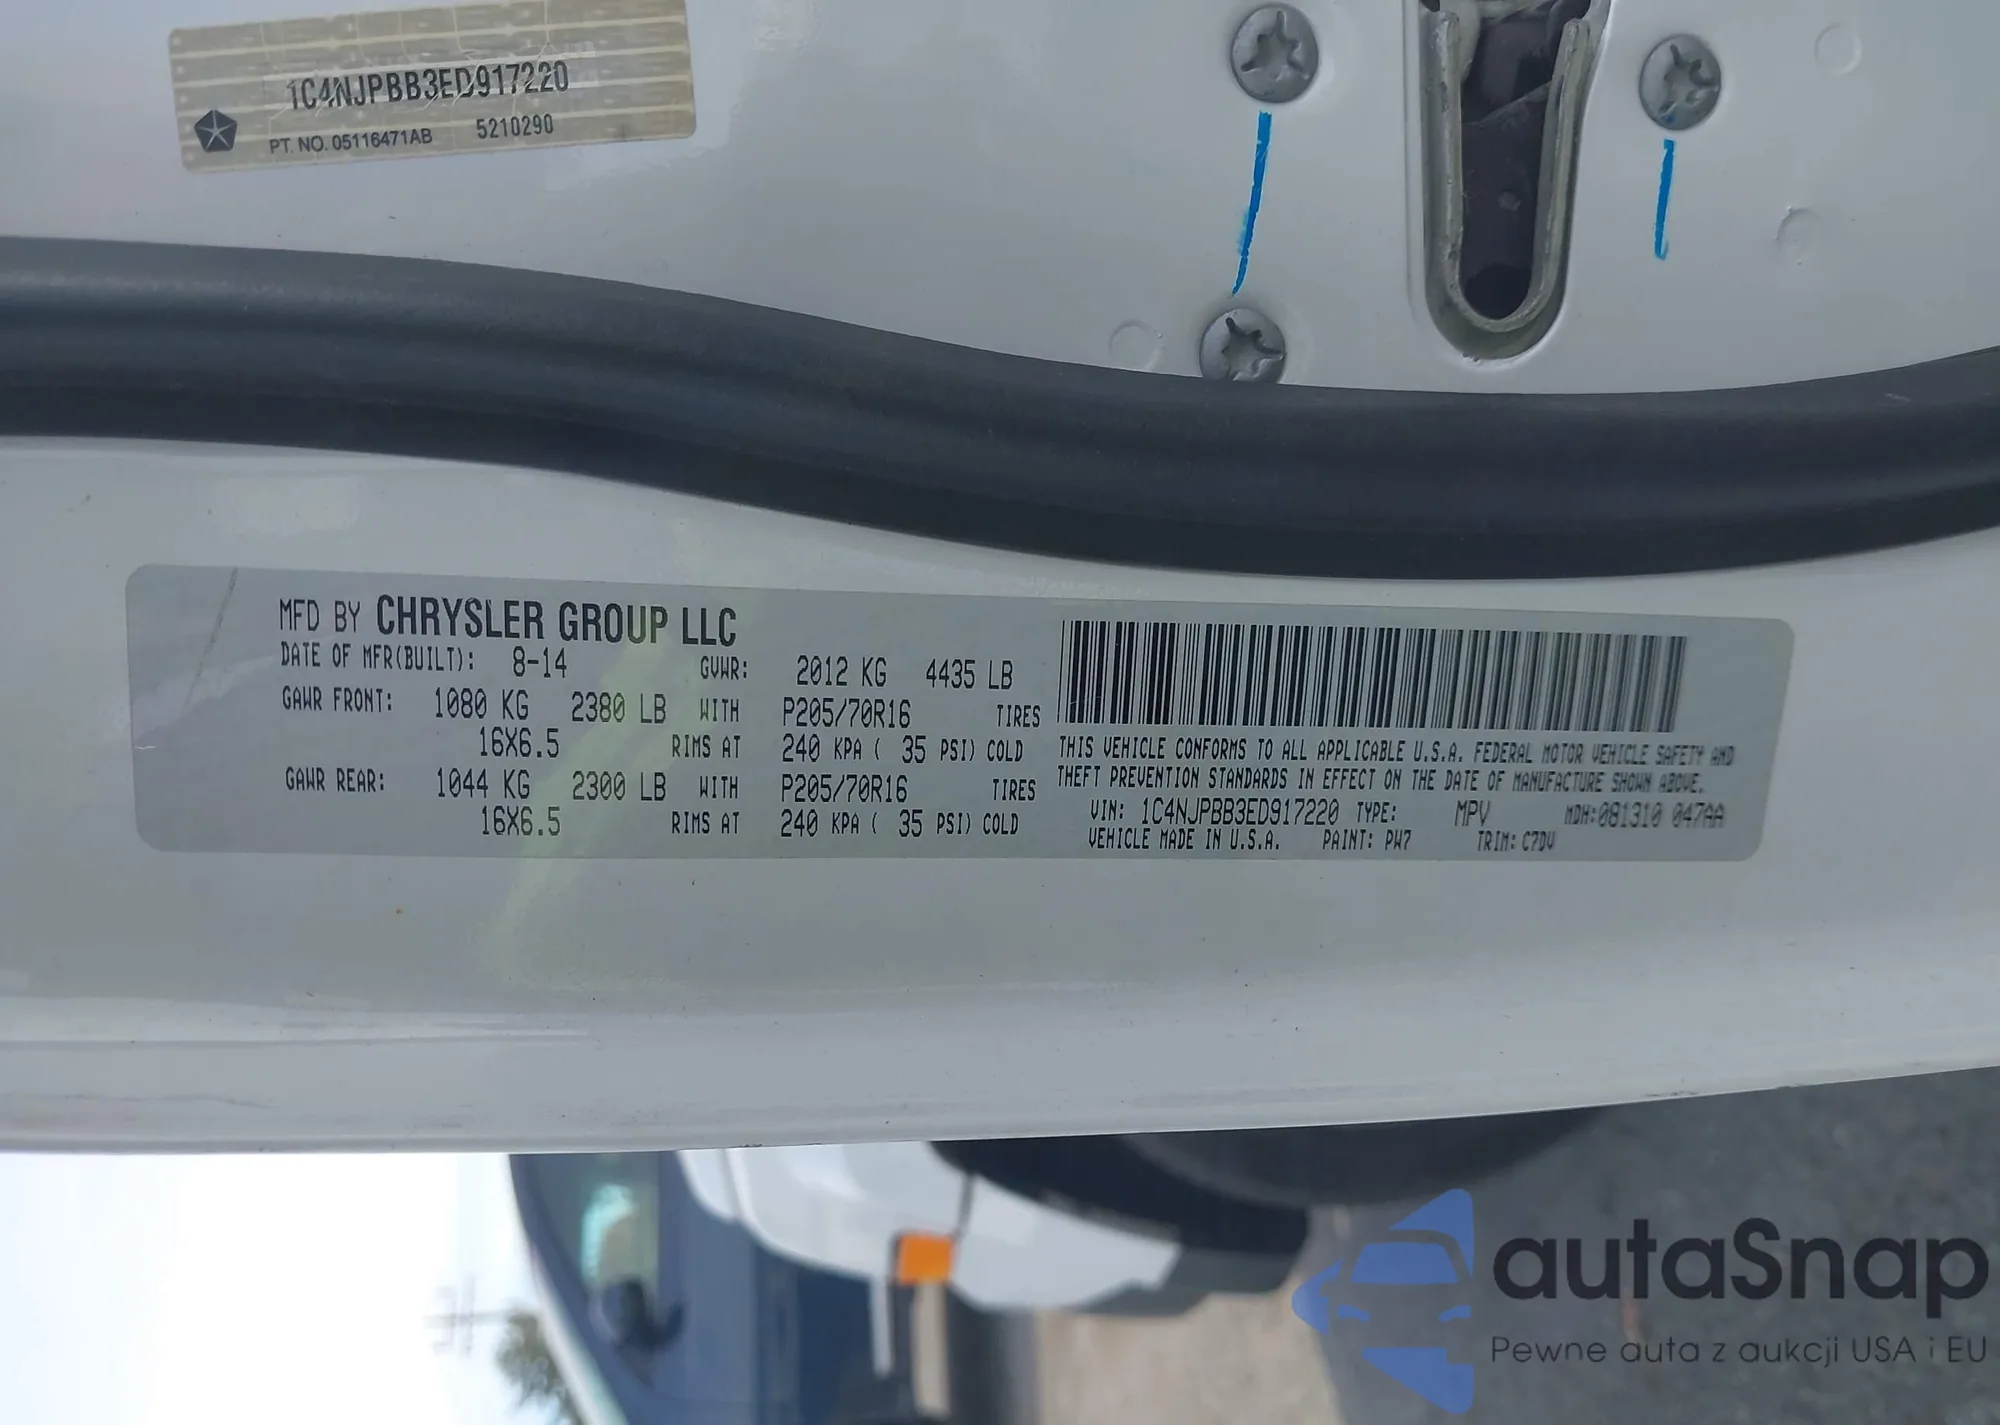 1C4NJPBB3ED917220
PT. NO. 05116471AB 5210290
MFD BY CHRYSLER GROUP LLC
DATE OF MFR(BUILT): 8-14 GVWR: 2012 KG 4435 LB
GAWR FRONT: 1080 KG 2380 LB WITH P205/70R16 TIRES
16X6.5 RIMS AT 240 KPA ( 35 PSI) COLD
GAWR REAR: 1044 KG 2300 LB WITH P205/70R16 TIRES
16X6.5 RIMS AT 240 KPA ( 35 PSI) COLD
THIS VEHICLE CONFORMS TO ALL APPLICABLE U.S.A. FEDERAL MOTOR VEHICLE SAFETY AND
THEFT PREVENTION STANDARDS IN EFFECT ON THE DATE OF MANUFACTURE SHOWN ABOVE.
VIN: 1C4NJPBB3ED917220 TYPE: MPV MDH:081310 047AA
VEHICLE MADE IN U.S.A. PAINT: PW7 TRIM: C7DV
autaSnap
Pewne auta z aukcji USA i EU